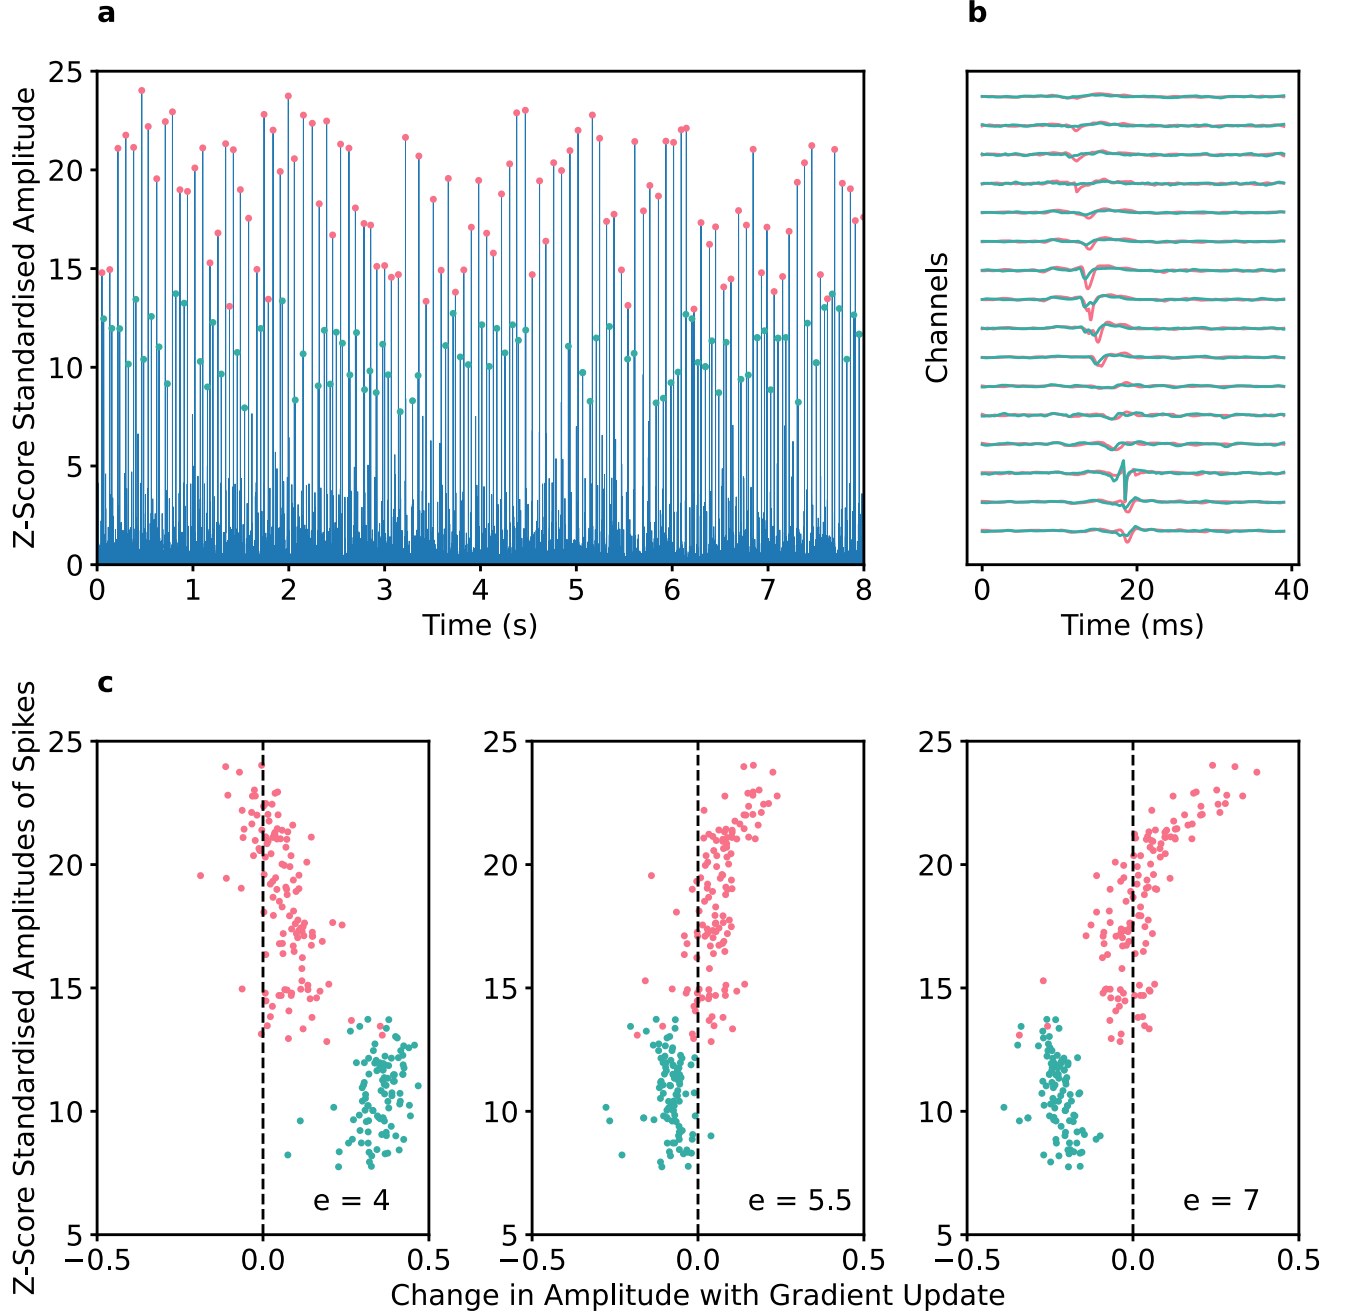 a
b
25
20
15
10
5
0
Z-Score Standardised Amplitude
0 1 2 3 4 5 6 7 8
Time (s)
Channels
0 20 40
Time (ms)
c
Z-Score Standardised Amplitudes of Spikes
25 25 25
20 20 20
15 15 15
10 10 10
e = 4 e = 5.5 e = 7
5 5 5
−0.5 0.0 0.5 −0.5 0.0 0.5 −0.5 0.0 0.5
Change in Amplitude with Gradient Update